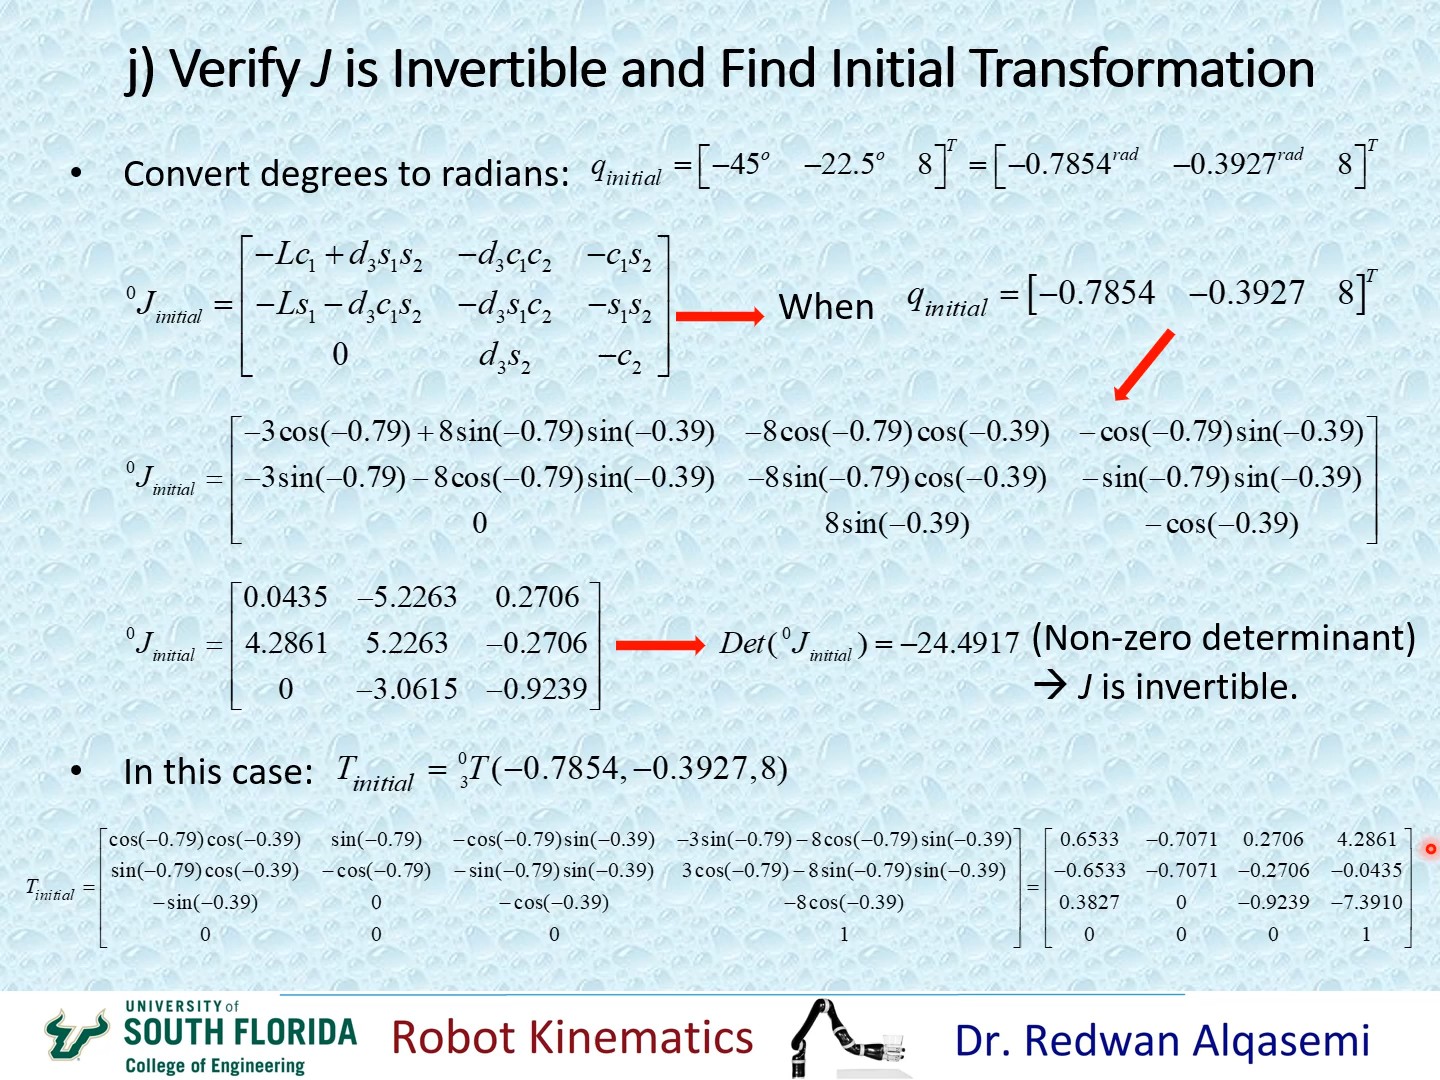 j) Verify J is Invertible and Find Initial Transformation
• Convert degrees to radians: q_initial = [−45° −22.5° 8]^T = [−0.7854^rad −0.3927^rad 8]^T
⁰J_initial = [ −Lc₁ + d₃s₁s₂ −d₃c₁c₂ −c₁s₂
−Ls₁ − d₃c₁s₂ −d₃s₁c₂ −s₁s₂
0 d₃s₂ −c₂ ]
When q_initial = [−0.7854 −0.3927 8]^T
⁰J_initial = [ −3cos(−0.79) + 8sin(−0.79)sin(−0.39) −8cos(−0.79)cos(−0.39) −cos(−0.79)sin(−0.39)
−3sin(−0.79) − 8cos(−0.79)sin(−0.39) −8sin(−0.79)cos(−0.39) −sin(−0.79)sin(−0.39)
0 8sin(−0.39) −cos(−0.39) ]
⁰J_initial = [ 0.0435 −5.2263 0.2706
4.2861 5.2263 −0.2706
0 −3.0615 −0.9239 ]
Det(⁰J_initial) = −24.4917 (Non-zero determinant)
→ J is invertible.
• In this case: T_initial = ⁰₃T(−0.7854, −0.3927, 8)
T_initial = [ cos(−0.79)cos(−0.39) sin(−0.79) −cos(−0.79)sin(−0.39) −3sin(−0.79) − 8cos(−0.79)sin(−0.39)
sin(−0.79)cos(−0.39) −cos(−0.79) −sin(−0.79)sin(−0.39) 3cos(−0.79) − 8sin(−0.79)sin(−0.39)
−sin(−0.39) 0 −cos(−0.39) −8cos(−0.39)
0 0 0 1 ]
= [ 0.6533 −0.7071 0.2706 4.2861
−0.6533 −0.7071 −0.2706 −0.0435
0.3827 0 −0.9239 −7.3910
0 0 0 1 ]
UNIVERSITY of
SOUTH FLORIDA
College of Engineering
Robot Kinematics
Dr. Redwan Alqasemi